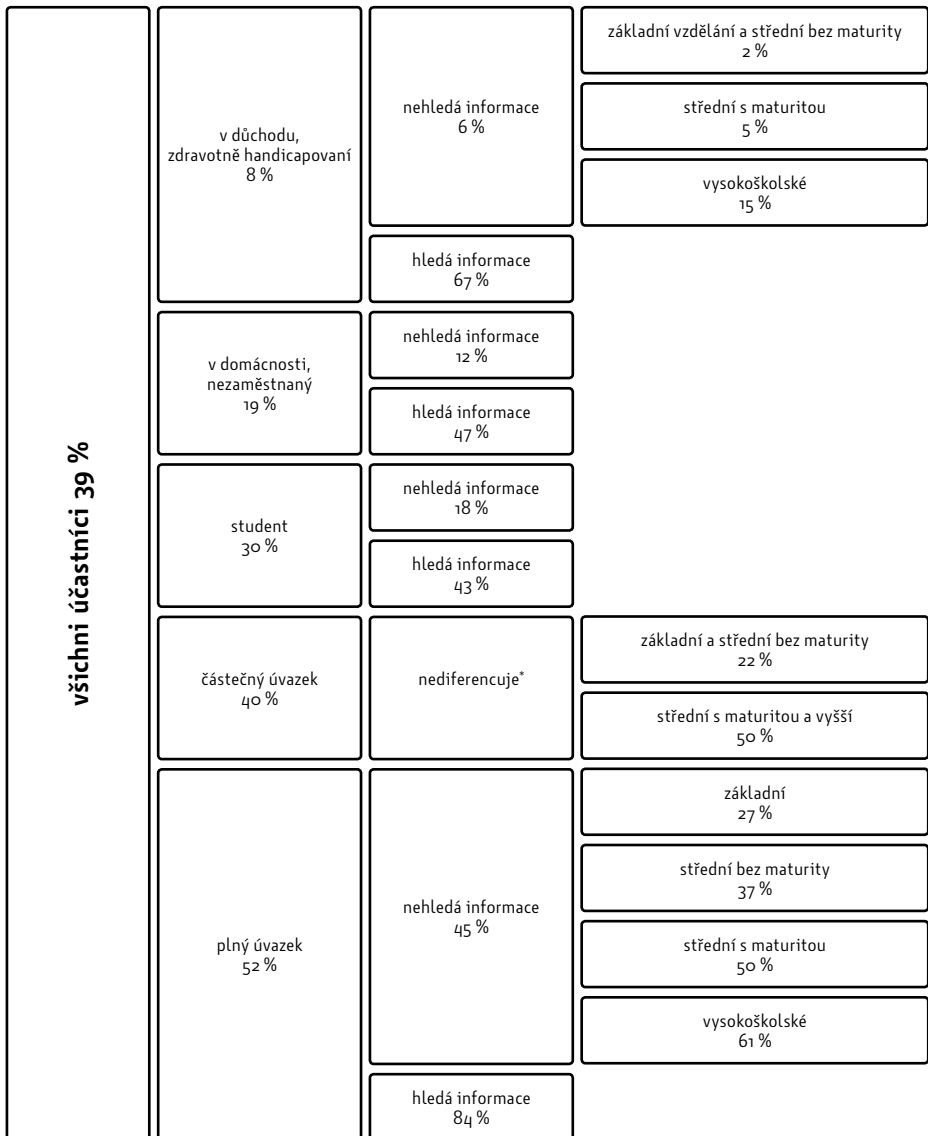 všichni účastníci 39 %
v důchodu,
zdravotně handicapovaní
8 %
nehledá informace
6 %
základní vzdělání a střední bez maturity
2 %
střední s maturitou
5 %
vysokoškolské
15 %
hledá informace
67 %
v domácnosti,
nezaměstnaný
19 %
nehledá informace
12 %
hledá informace
47 %
student
30 %
nehledá informace
18 %
hledá informace
43 %
částečný úvazek
40 %
nediferencuje*
základní a střední bez maturity
22 %
střední s maturitou a vyšší
50 %
plný úvazek
52 %
nehledá informace
45 %
základní
27 %
střední bez maturity
37 %
střední s maturitou
50 %
vysokoškolské
61 %
hledá informace
84 %